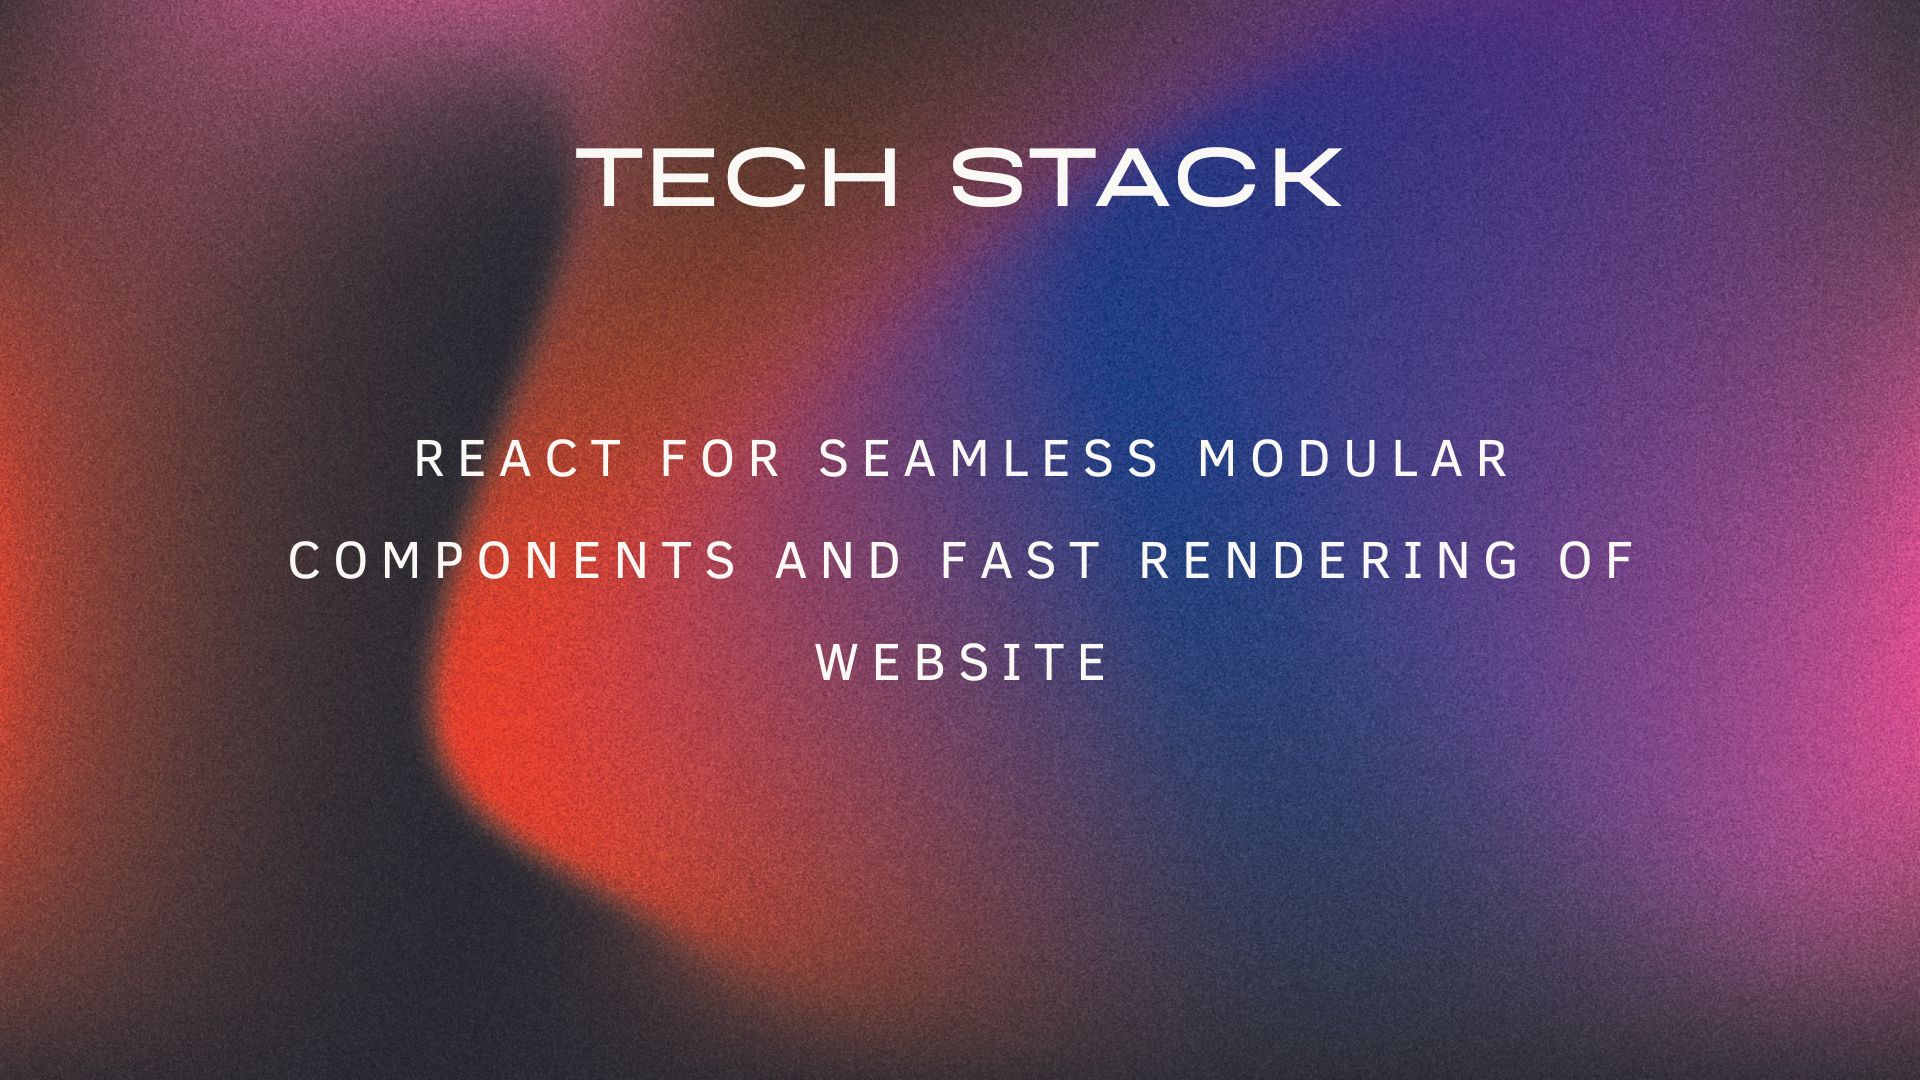 TECH STACK
REACT FOR SEAMLESS MODULAR
COMPONENTS AND FAST RENDERING OF
WEBSITE